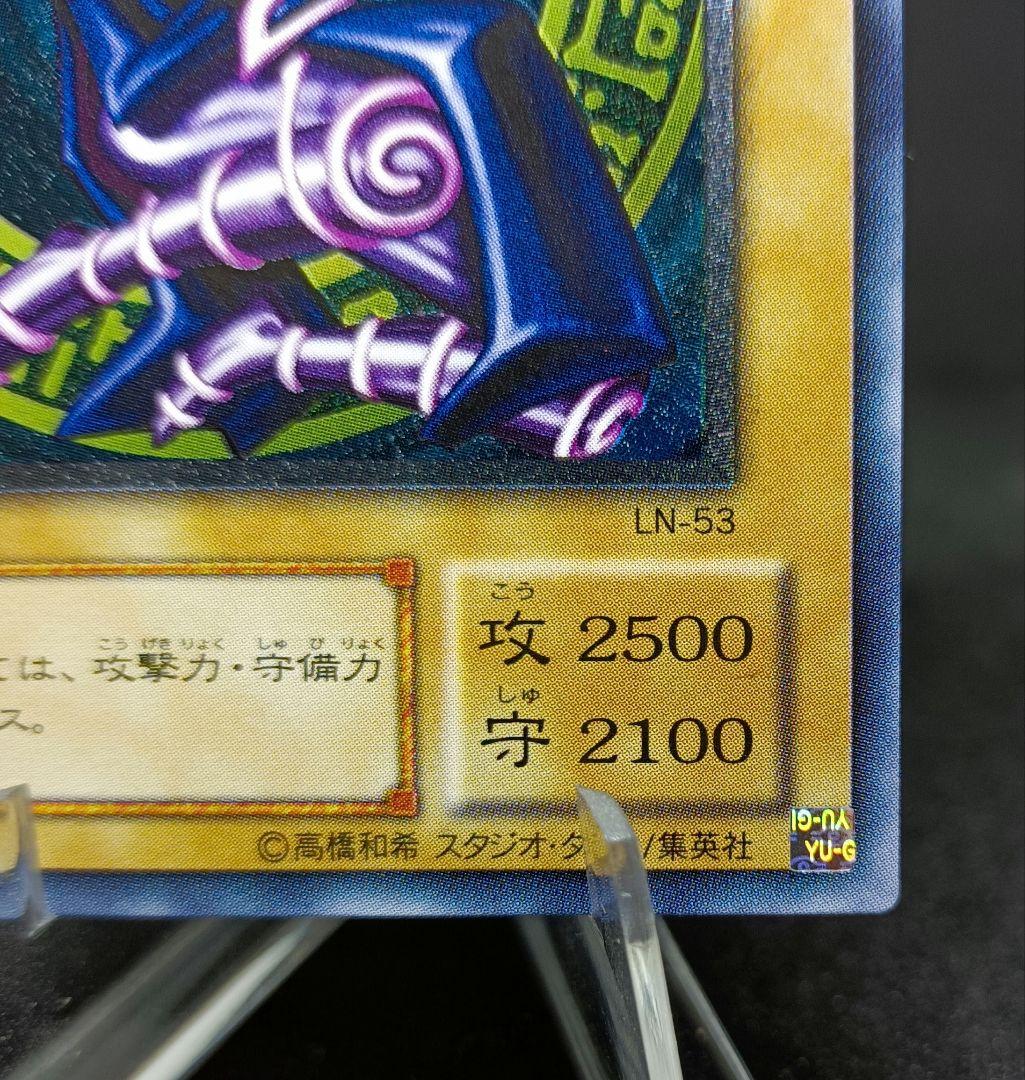 LN-53
こう
攻 2500
しゅ
守 2100
こうげきりょく しゅびりょく
ては、攻撃力・守備力
ス。
©高橋和希 スタジオ・ /集英社
YU-GI
YU-G